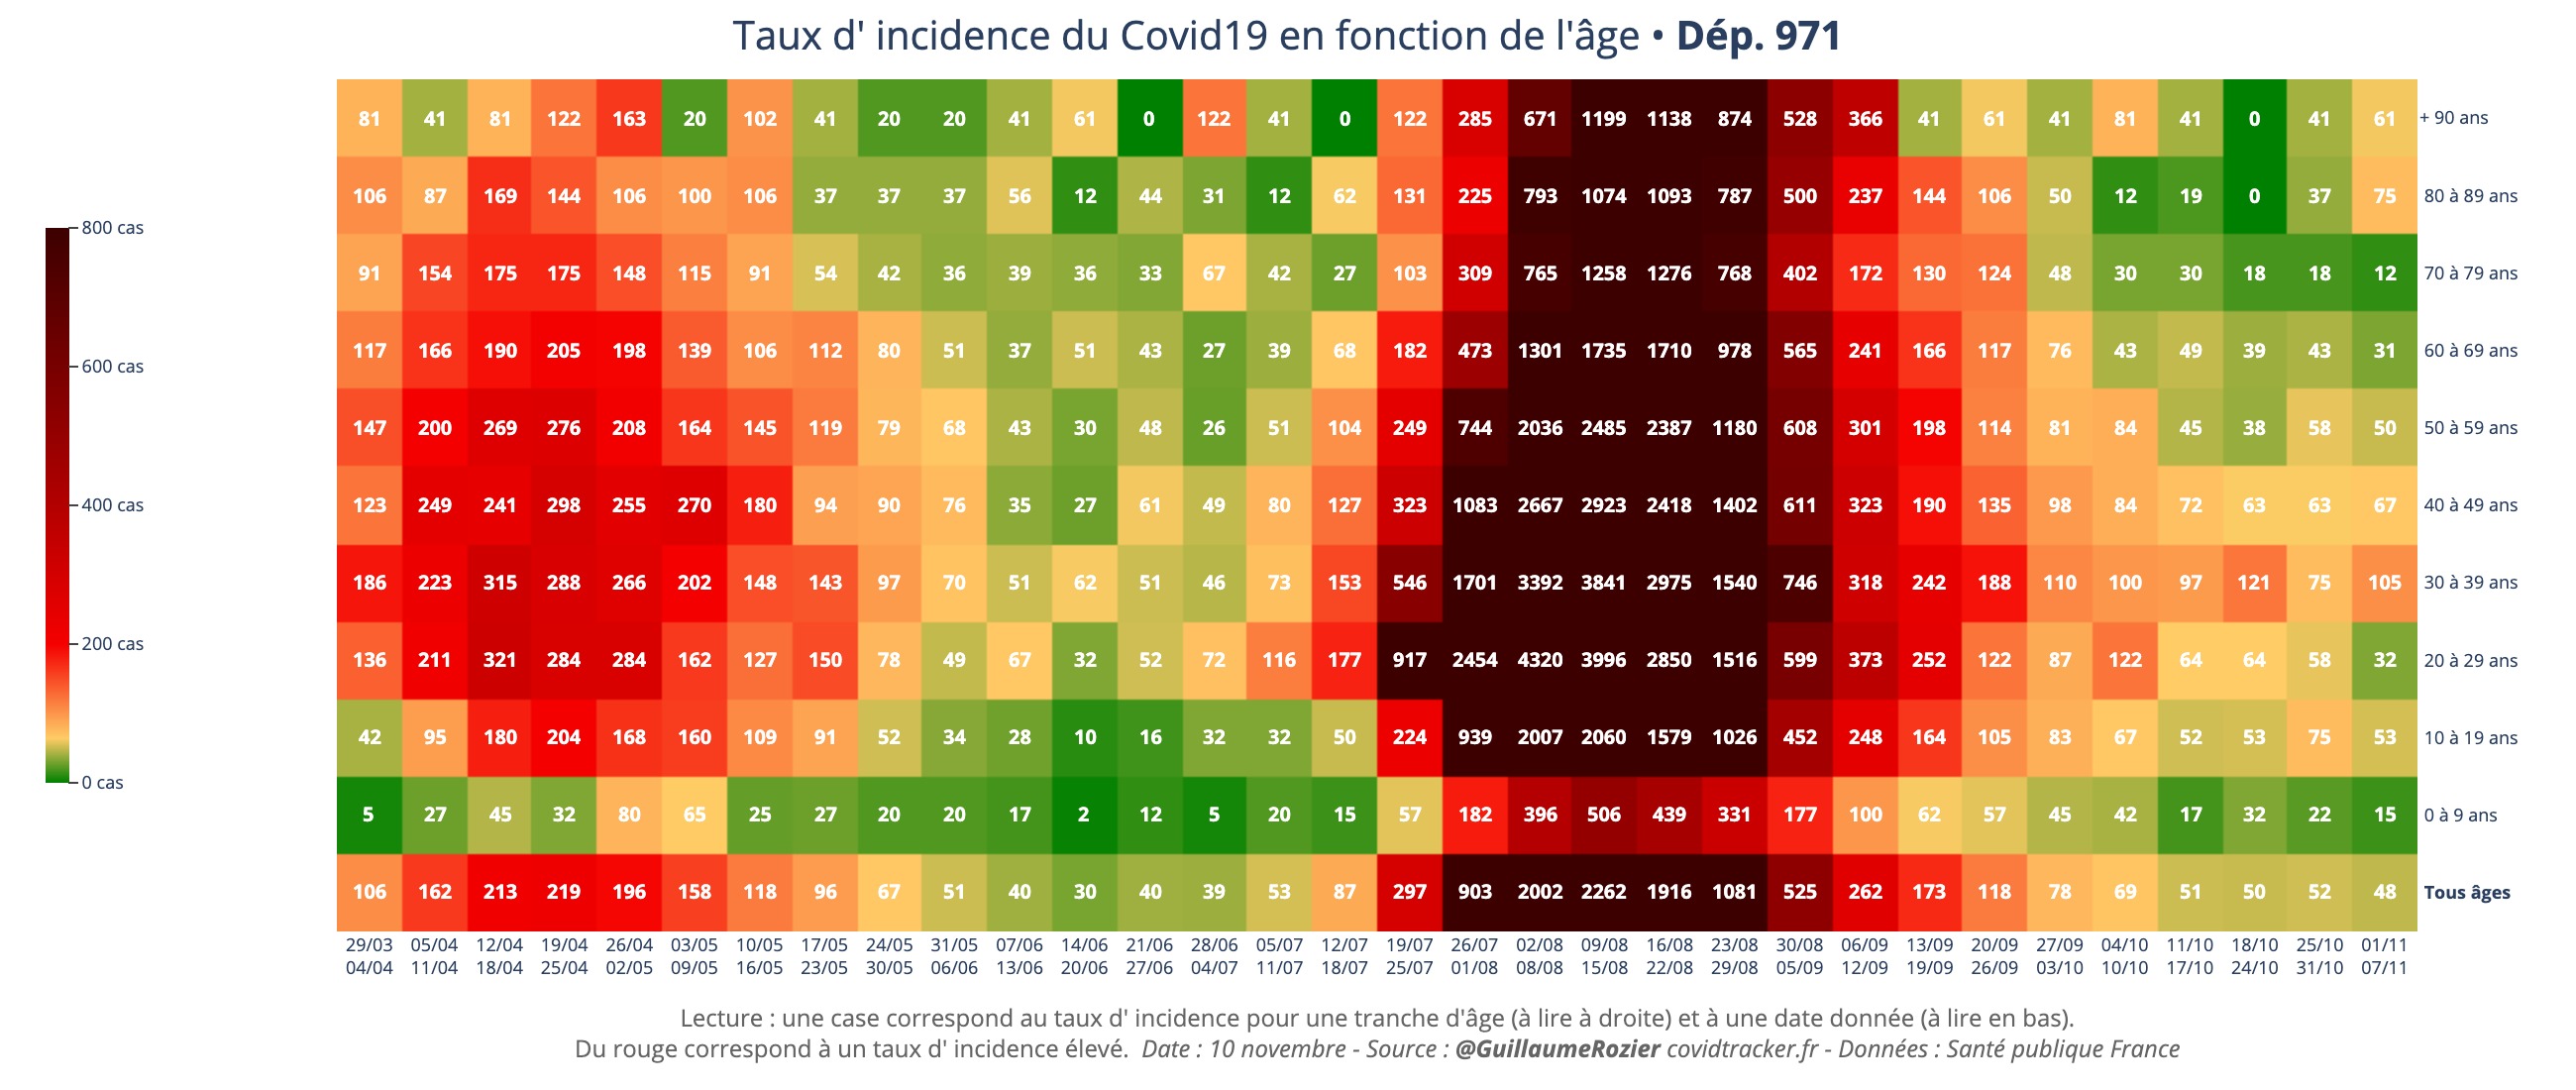 Taux d' incidence du Covid19 en fonction de l'âge • Dép. 971
81 41 81 122 163 20 102 41 20 20 41 61 0 122 41 0 122 285 671 1199 1138 874 528 366 41 61 41 81 41 0 41 61 + 90 ans
106 87 169 144 106 100 106 37 37 37 56 12 44 31 12 62 131 225 793 1074 1093 787 500 237 144 106 50 12 19 0 37 75 80 à 89 ans
800 cas
91 154 175 175 148 115 91 54 42 36 39 36 33 67 42 27 103 309 765 1258 1276 768 402 172 130 124 48 30 30 18 18 12 70 à 79 ans
117 166 190 205 198 139 106 112 80 51 37 51 43 27 39 68 182 473 1301 1735 1710 978 565 241 166 117 76 43 49 39 43 31 60 à 69 ans
600 cas
147 200 269 276 208 164 145 119 79 68 43 30 48 26 51 104 249 744 2036 2485 2387 1180 608 301 198 114 81 84 45 38 58 50 50 à 59 ans
400 cas
123 249 241 298 255 270 180 94 90 76 35 27 61 49 80 127 323 1083 2667 2923 2418 1402 611 323 190 135 98 84 72 63 63 67 40 à 49 ans
186 223 315 288 266 202 148 143 97 70 51 62 51 46 73 153 546 1701 3392 3841 2975 1540 746 318 242 188 110 100 97 121 75 105 30 à 39 ans
200 cas
136 211 321 284 284 162 127 150 78 49 67 32 52 72 116 177 917 2454 4320 3996 2850 1516 599 373 252 122 87 122 64 64 58 32 20 à 29 ans
42 95 180 204 168 160 109 91 52 34 28 10 16 32 32 50 224 939 2007 2060 1579 1026 452 248 164 105 83 67 52 53 75 53 10 à 19 ans
0 cas
5 27 45 32 80 65 25 27 20 20 17 2 12 5 20 15 57 182 396 506 439 331 177 100 62 57 45 42 17 32 22 15 0 à 9 ans
106 162 213 219 196 158 118 96 67 51 40 30 40 39 53 87 297 903 2002 2262 1916 1081 525 262 173 118 78 69 51 50 52 48 Tous âges
29/03 05/04 12/04 19/04 26/04 03/05 10/05 17/05 24/05 31/05 07/06 14/06 21/06 28/06 05/07 12/07 19/07 26/07 02/08 09/08 16/08 23/08 30/08 06/09 13/09 20/09 27/09 04/10 11/10 18/10 25/10 01/11
04/04 11/04 18/04 25/04 02/05 09/05 16/05 23/05 30/05 06/06 13/06 20/06 27/06 04/07 11/07 18/07 25/07 01/08 08/08 15/08 22/08 29/08 05/09 12/09 19/09 26/09 03/10 10/10 17/10 24/10 31/10 07/11
Lecture : une case correspond au taux d' incidence pour une tranche d'âge (à lire à droite) et à une date donnée (à lire en bas).
Du rouge correspond à un taux d' incidence élevé. Date : 10 novembre - Source : @GuillaumeRozier covidtracker.fr - Données : Santé publique France